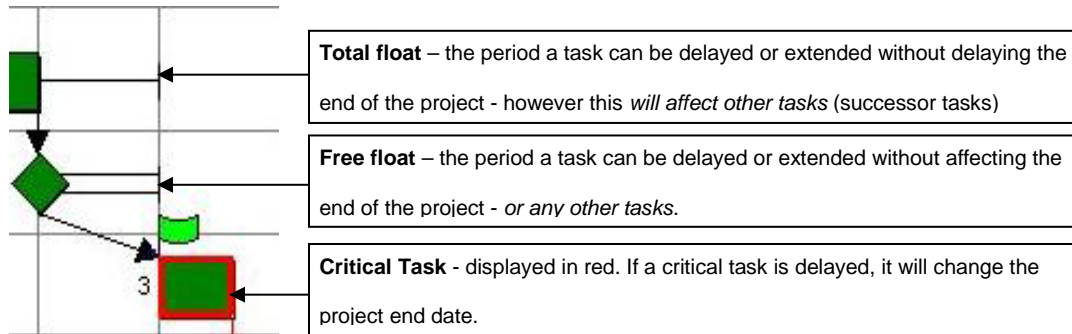 Total float – the period a task can be delayed or extended without delaying the
end of the project - however this will affect other tasks (successor tasks)
Free float – the period a task can be delayed or extended without affecting the
end of the project - or any other tasks.
3
Critical Task - displayed in red. If a critical task is delayed, it will change the
project end date.